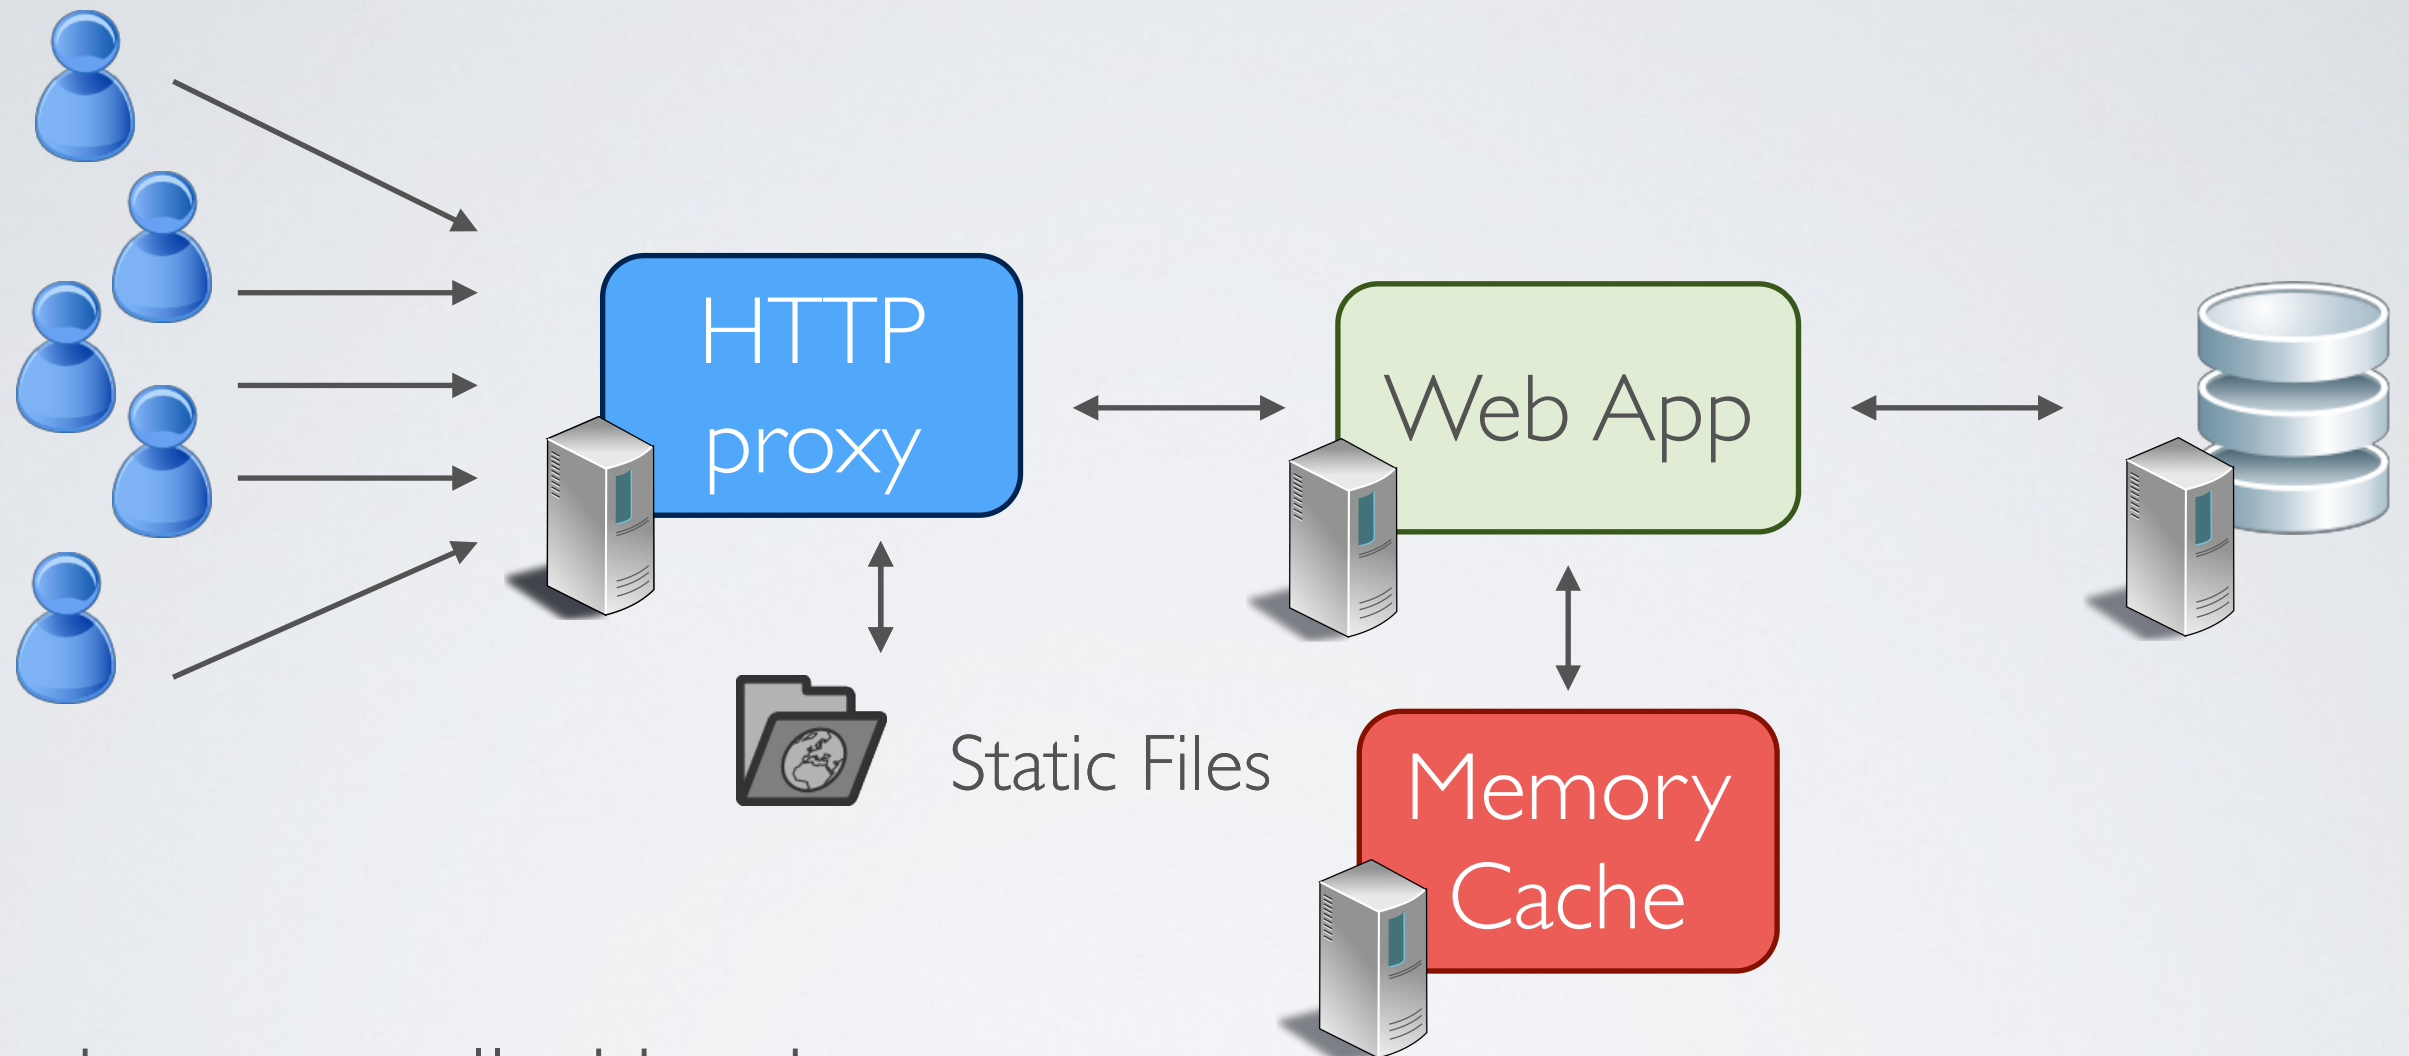 HTTP
proxy
Web App
Static Files
Memory
Cache